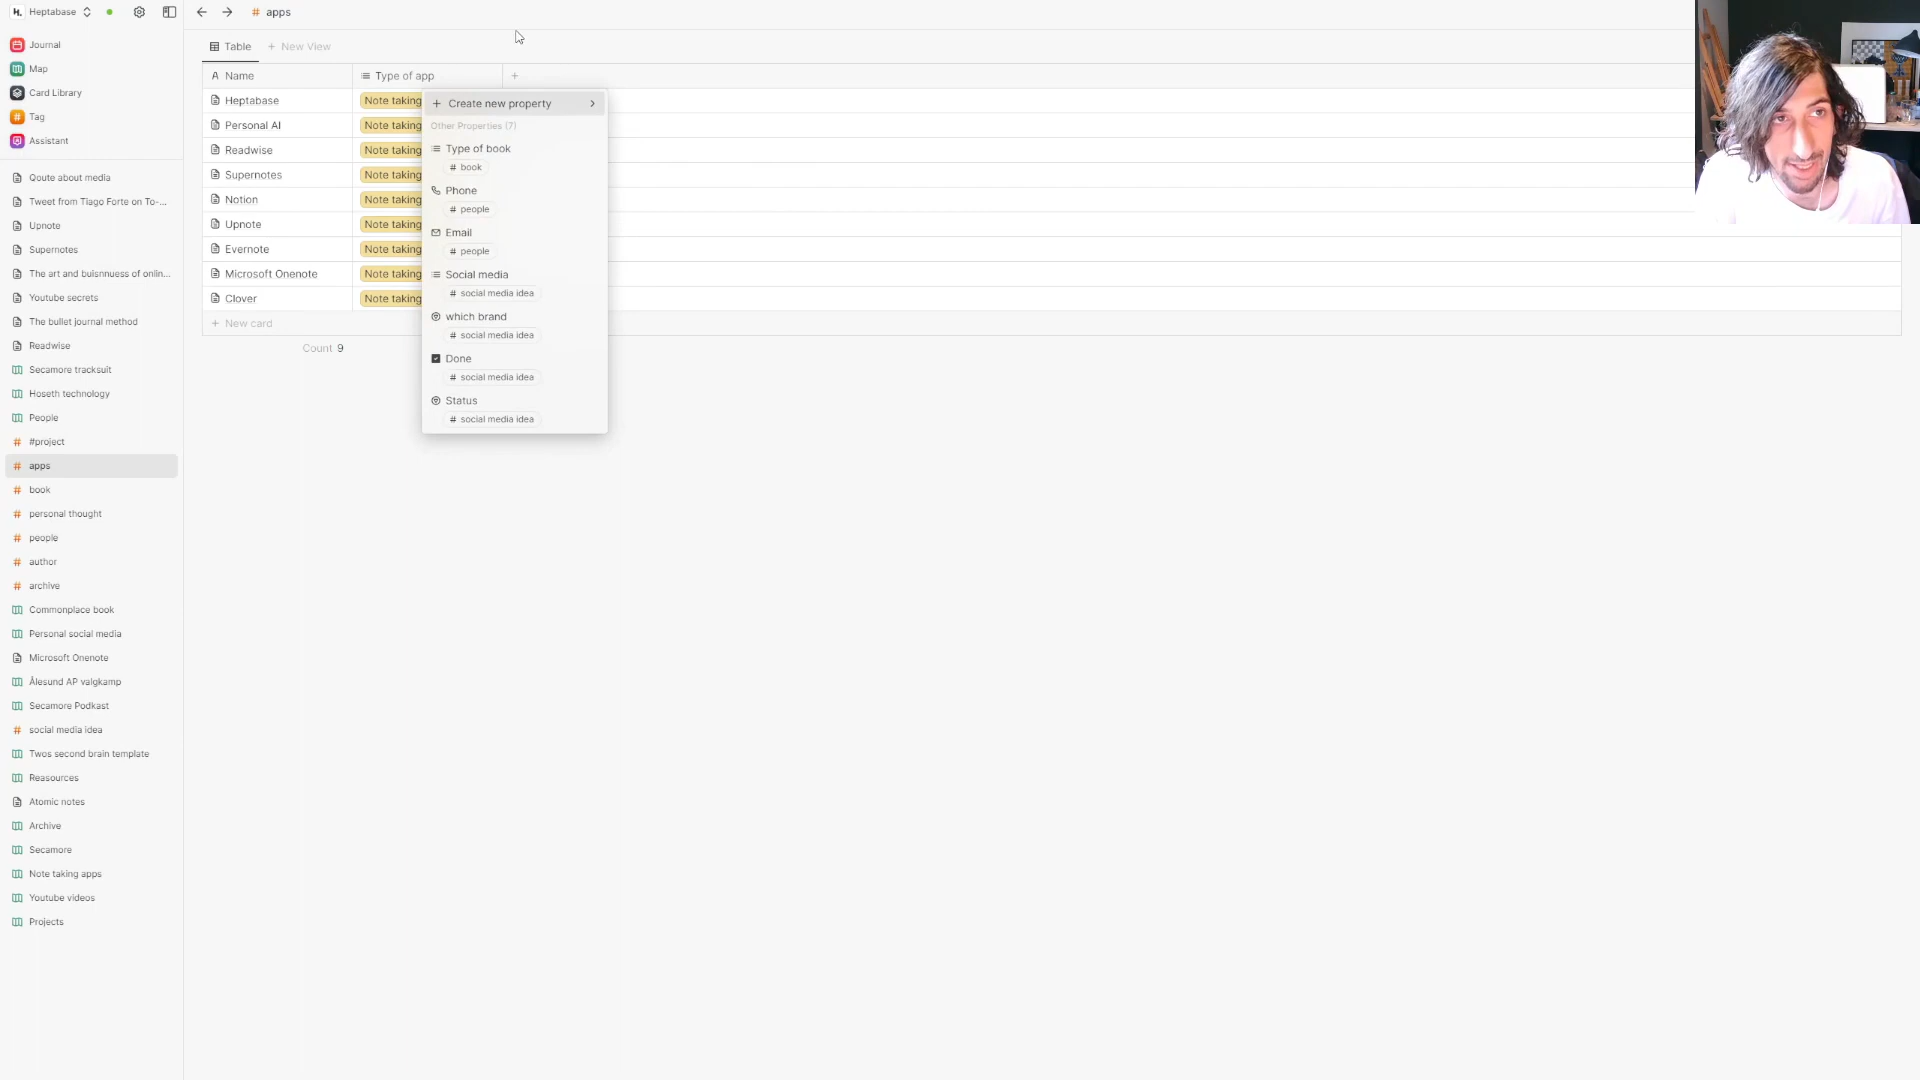 Heptabase
# apps
Journal
Map
Card Library
Tag
Assistant
Qoute about media
Tweet from Tiago Forte on To-...
Upnote
Supernotes
The art and buisnnuess of onlin...
Youtube secrets
The bullet journal method
Readwise
Secamore tracksuit
Hoseth technology
People
# #project
# apps
# book
# personal thought
# people
# author
# archive
Commonplace book
Personal social media
Microsoft Onenote
Ålesund AP valgkamp
Secamore Podkast
# social media idea
Twos second brain template
Reasources
Atomic notes
Archive
Secamore
Note taking apps
Youtube videos
Projects
Table + New View
A Name Type of app +
Heptabase Note taking
Personal AI Note taking
Readwise Note taking
Supernotes Note taking
Notion Note taking
Upnote Note taking
Evernote Note taking
Microsoft Onenote Note taking
Clover Note taking
+ New card
Count 9
+ Create new property >
Other Properties (7)
Type of book
# book
Phone
# people
Email
# people
Social media
# social media idea
which brand
# social media idea
Done
# social media idea
Status
# social media idea